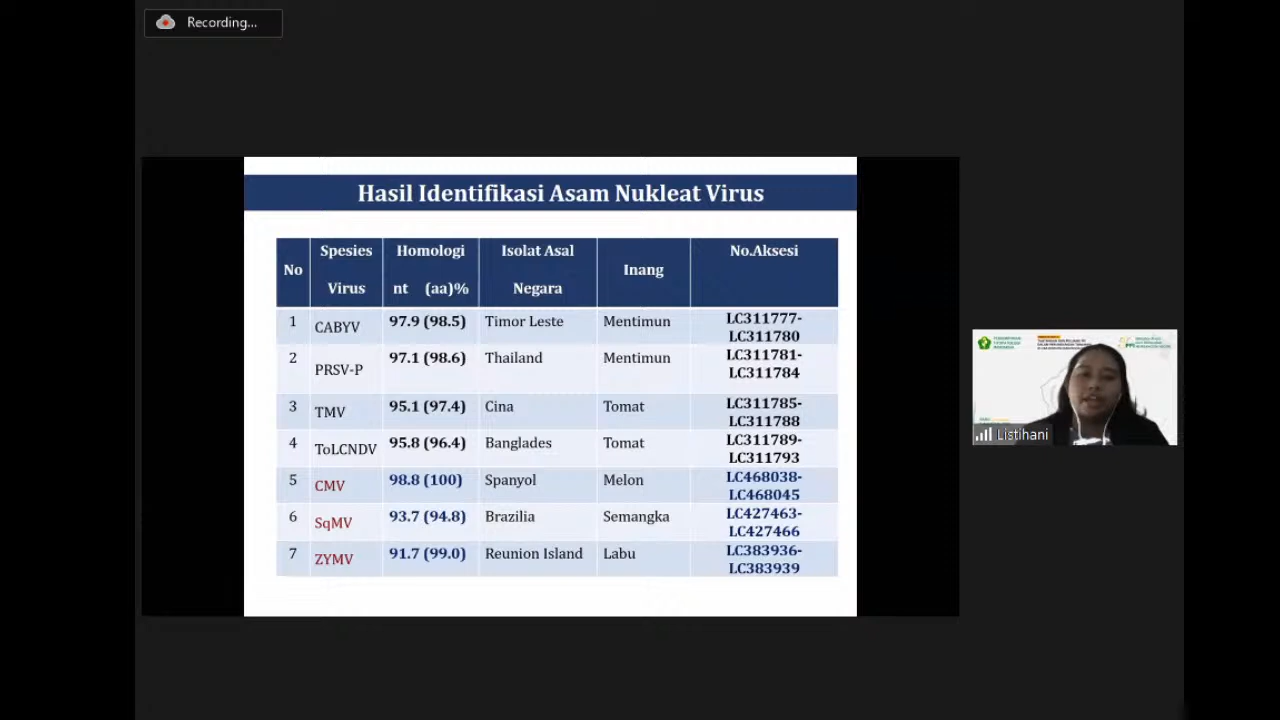 Recording...
Hasil Identifikasi Asam Nukleat Virus
No Spesies Virus Homologi nt (aa)% Isolat Asal Negara Inang No.Aksesi
1 CABYV 97.9 (98.5) Timor Leste Mentimun LC311777-LC311780
2 PRSV-P 97.1 (98.6) Thailand Mentimun LC311781-LC311784
3 TMV 95.1 (97.4) Cina Tomat LC311785-LC311788
4 ToLCNDV 95.8 (96.4) Banglades Tomat LC311789-LC311793
5 CMV 98.8 (100) Spanyol Melon LC468038-LC468045
6 SqMV 93.7 (94.8) Brazilia Semangka LC427463-LC427466
7 ZYMV 91.7 (99.0) Reunion Island Labu LC383936-LC383939
Listihani